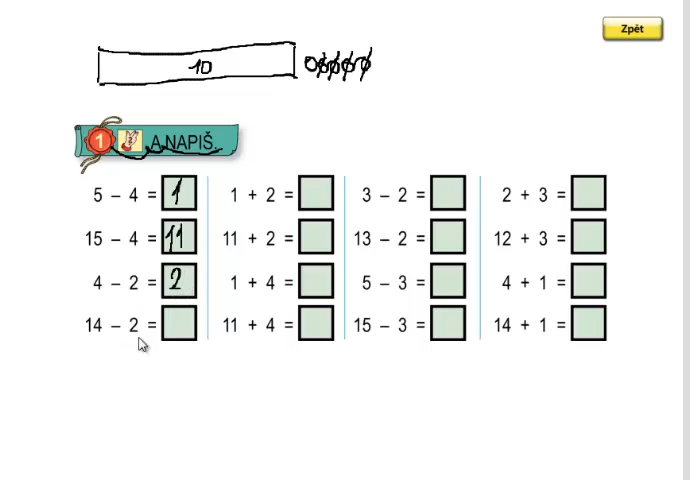 Zpět
10
1 A NAPIŠ.
5 – 4 = 1 1 + 2 = 3 – 2 = 2 + 3 =
15 – 4 = 11 11 + 2 = 13 – 2 = 12 + 3 =
4 – 2 = 2 1 + 4 = 5 – 3 = 4 + 1 =
14 – 2 = 11 + 4 = 15 – 3 = 14 + 1 =